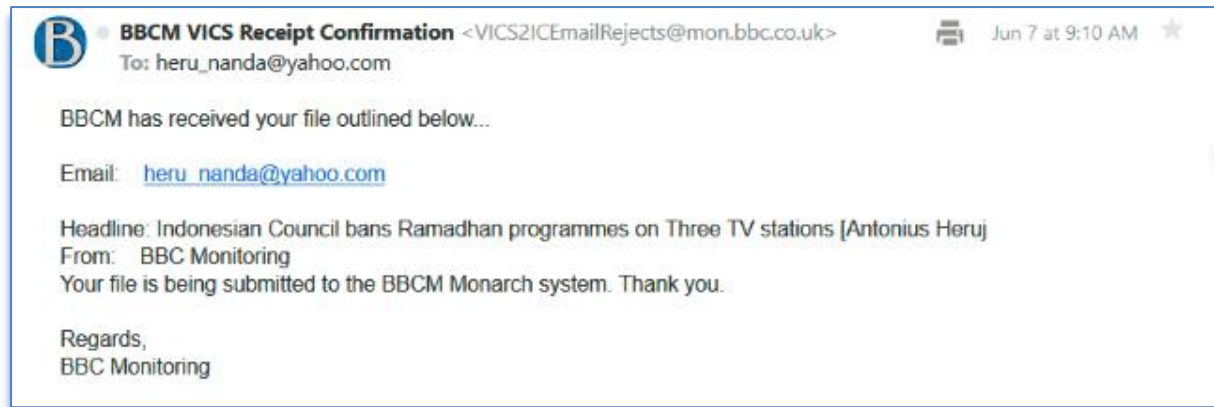 B
BBCM VICS Receipt Confirmation <VICS2ICEmailRejects@mon.bbc.co.uk> Jun 7 at 9:10 AM
To: heru_nanda@yahoo.com
BBCM has received your file outlined below...
Email: heru_nanda@yahoo.com
Headline: Indonesian Council bans Ramadhan programmes on Three TV stations [Antonius Heruj
From: BBC Monitoring
Your file is being submitted to the BBCM Monarch system. Thank you.
Regards,
BBC Monitoring